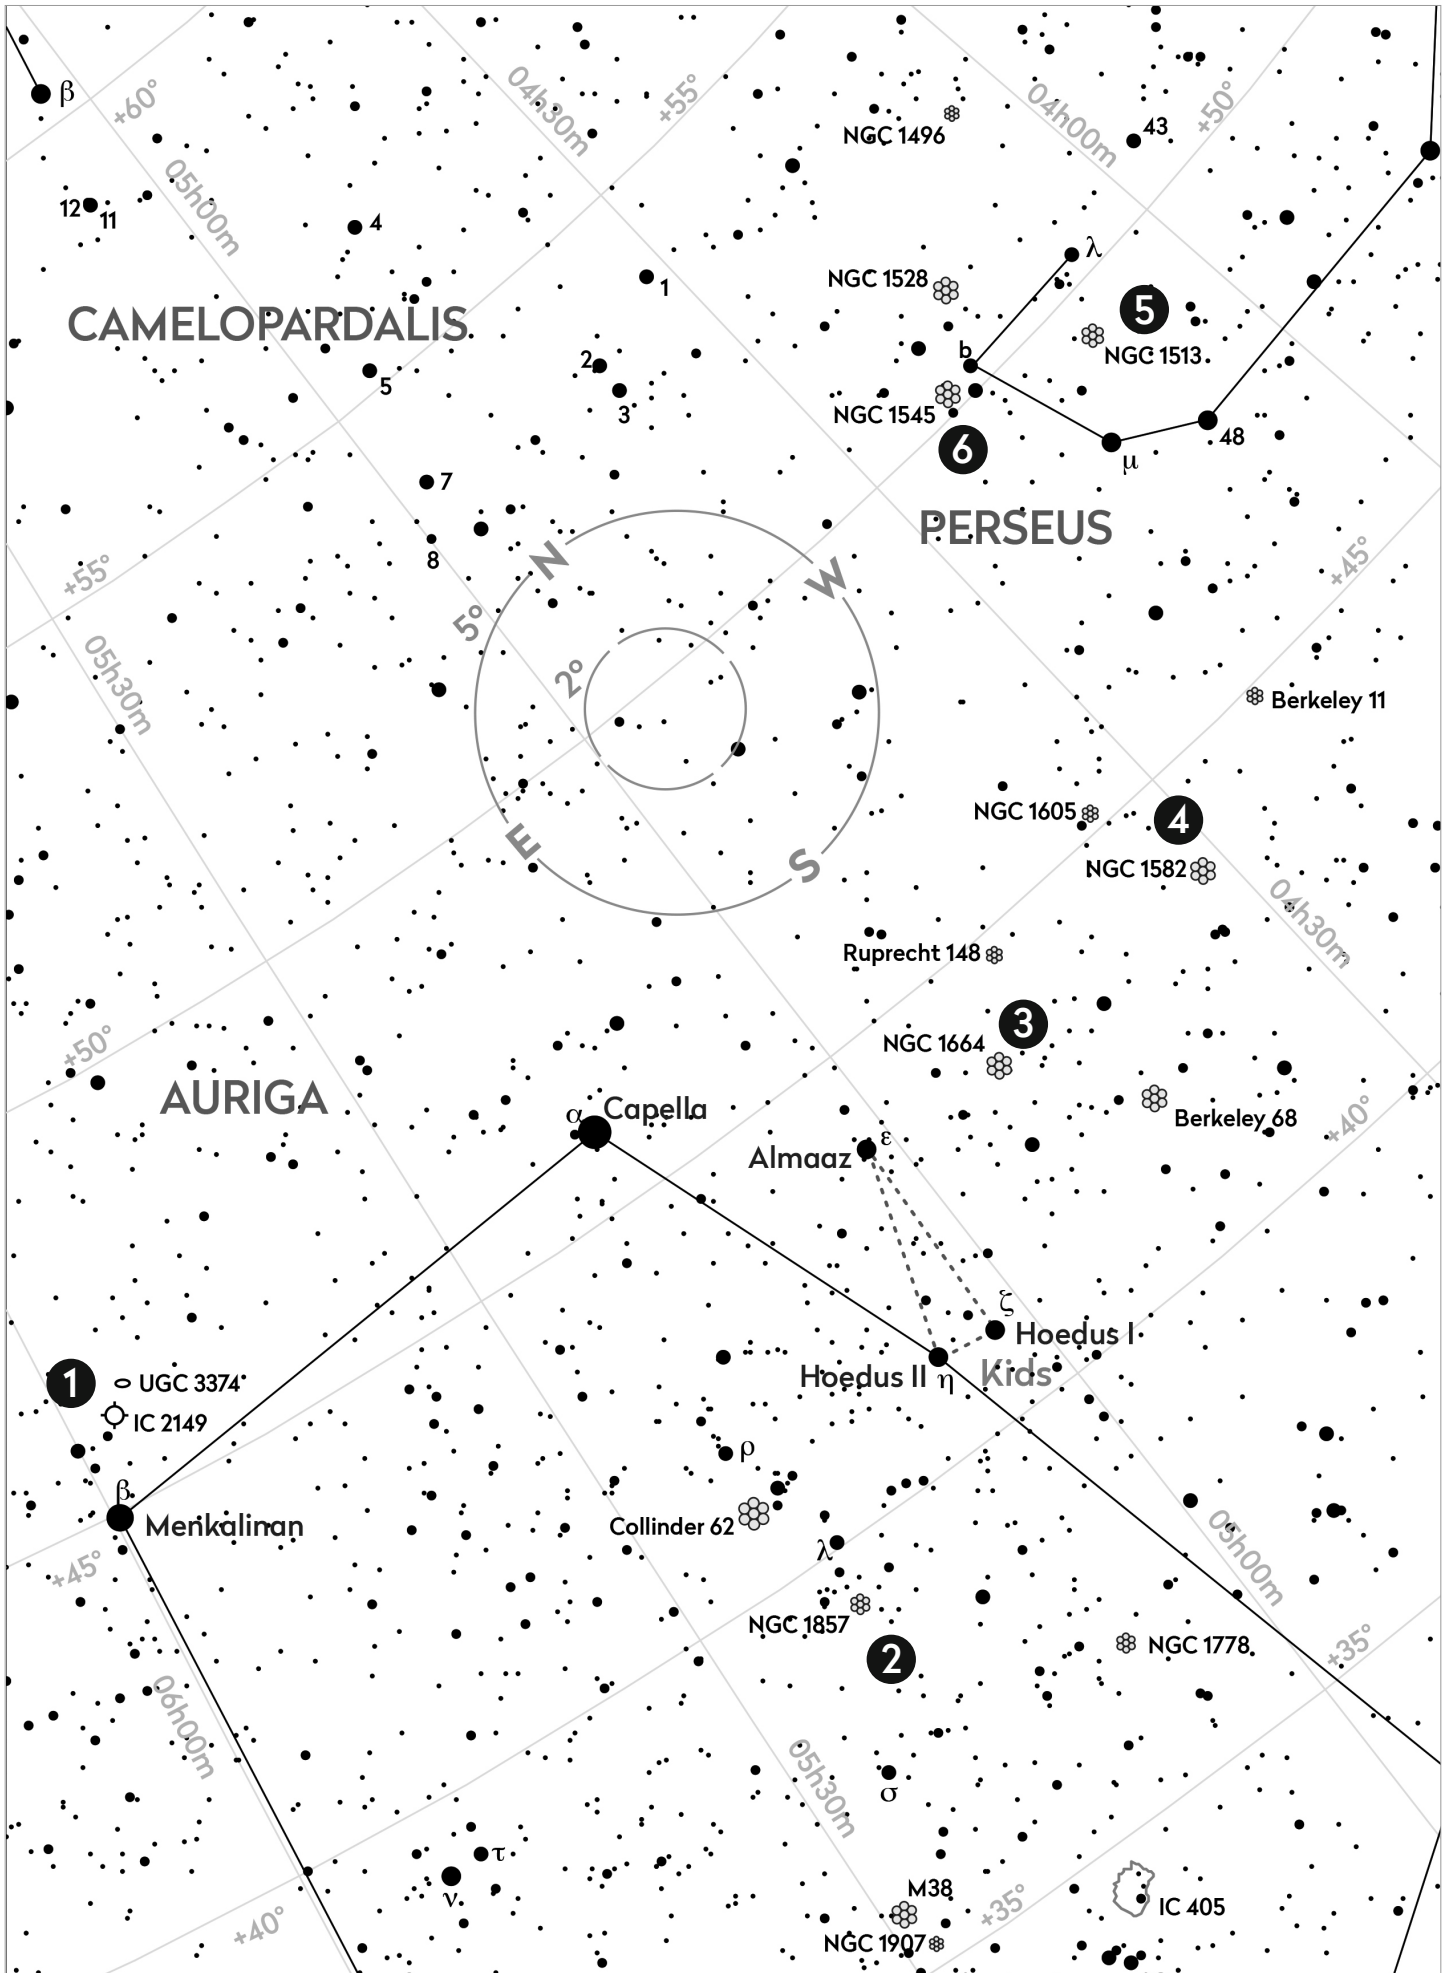 β
+60°
04h30m
+55°
NGC 1496
04h00m
+50°
43
05h00m
12
11
4
1
λ
NGC 1528
5
NGC 1513
CAMELOPARDALIS
5
2
3
b
NGC 1545
6
48
μ
7
8
PERSEUS
+55°
N
W
5°
2°
E
S
+45°
05h30m
Berkeley 11
NGC 1605
4
NGC 1582
04h30m
Ruprecht 148
3
NGC 1664
+50°
AURIGA
α
Capella
Berkeley 68
+40°
ε
Almaaz
ζ
Hoedus I
Hoedus II
η
Kids
1
UGC 3374
IC 2149
β
Menkalinan
ρ
Collinder 62
λ
05h00m
+45°
NGC 1857
2
NGC 1778
+35°
06h00m
05h30m
σ
τ
ν
M38
+35°
IC 405
+40°
NGC 1907